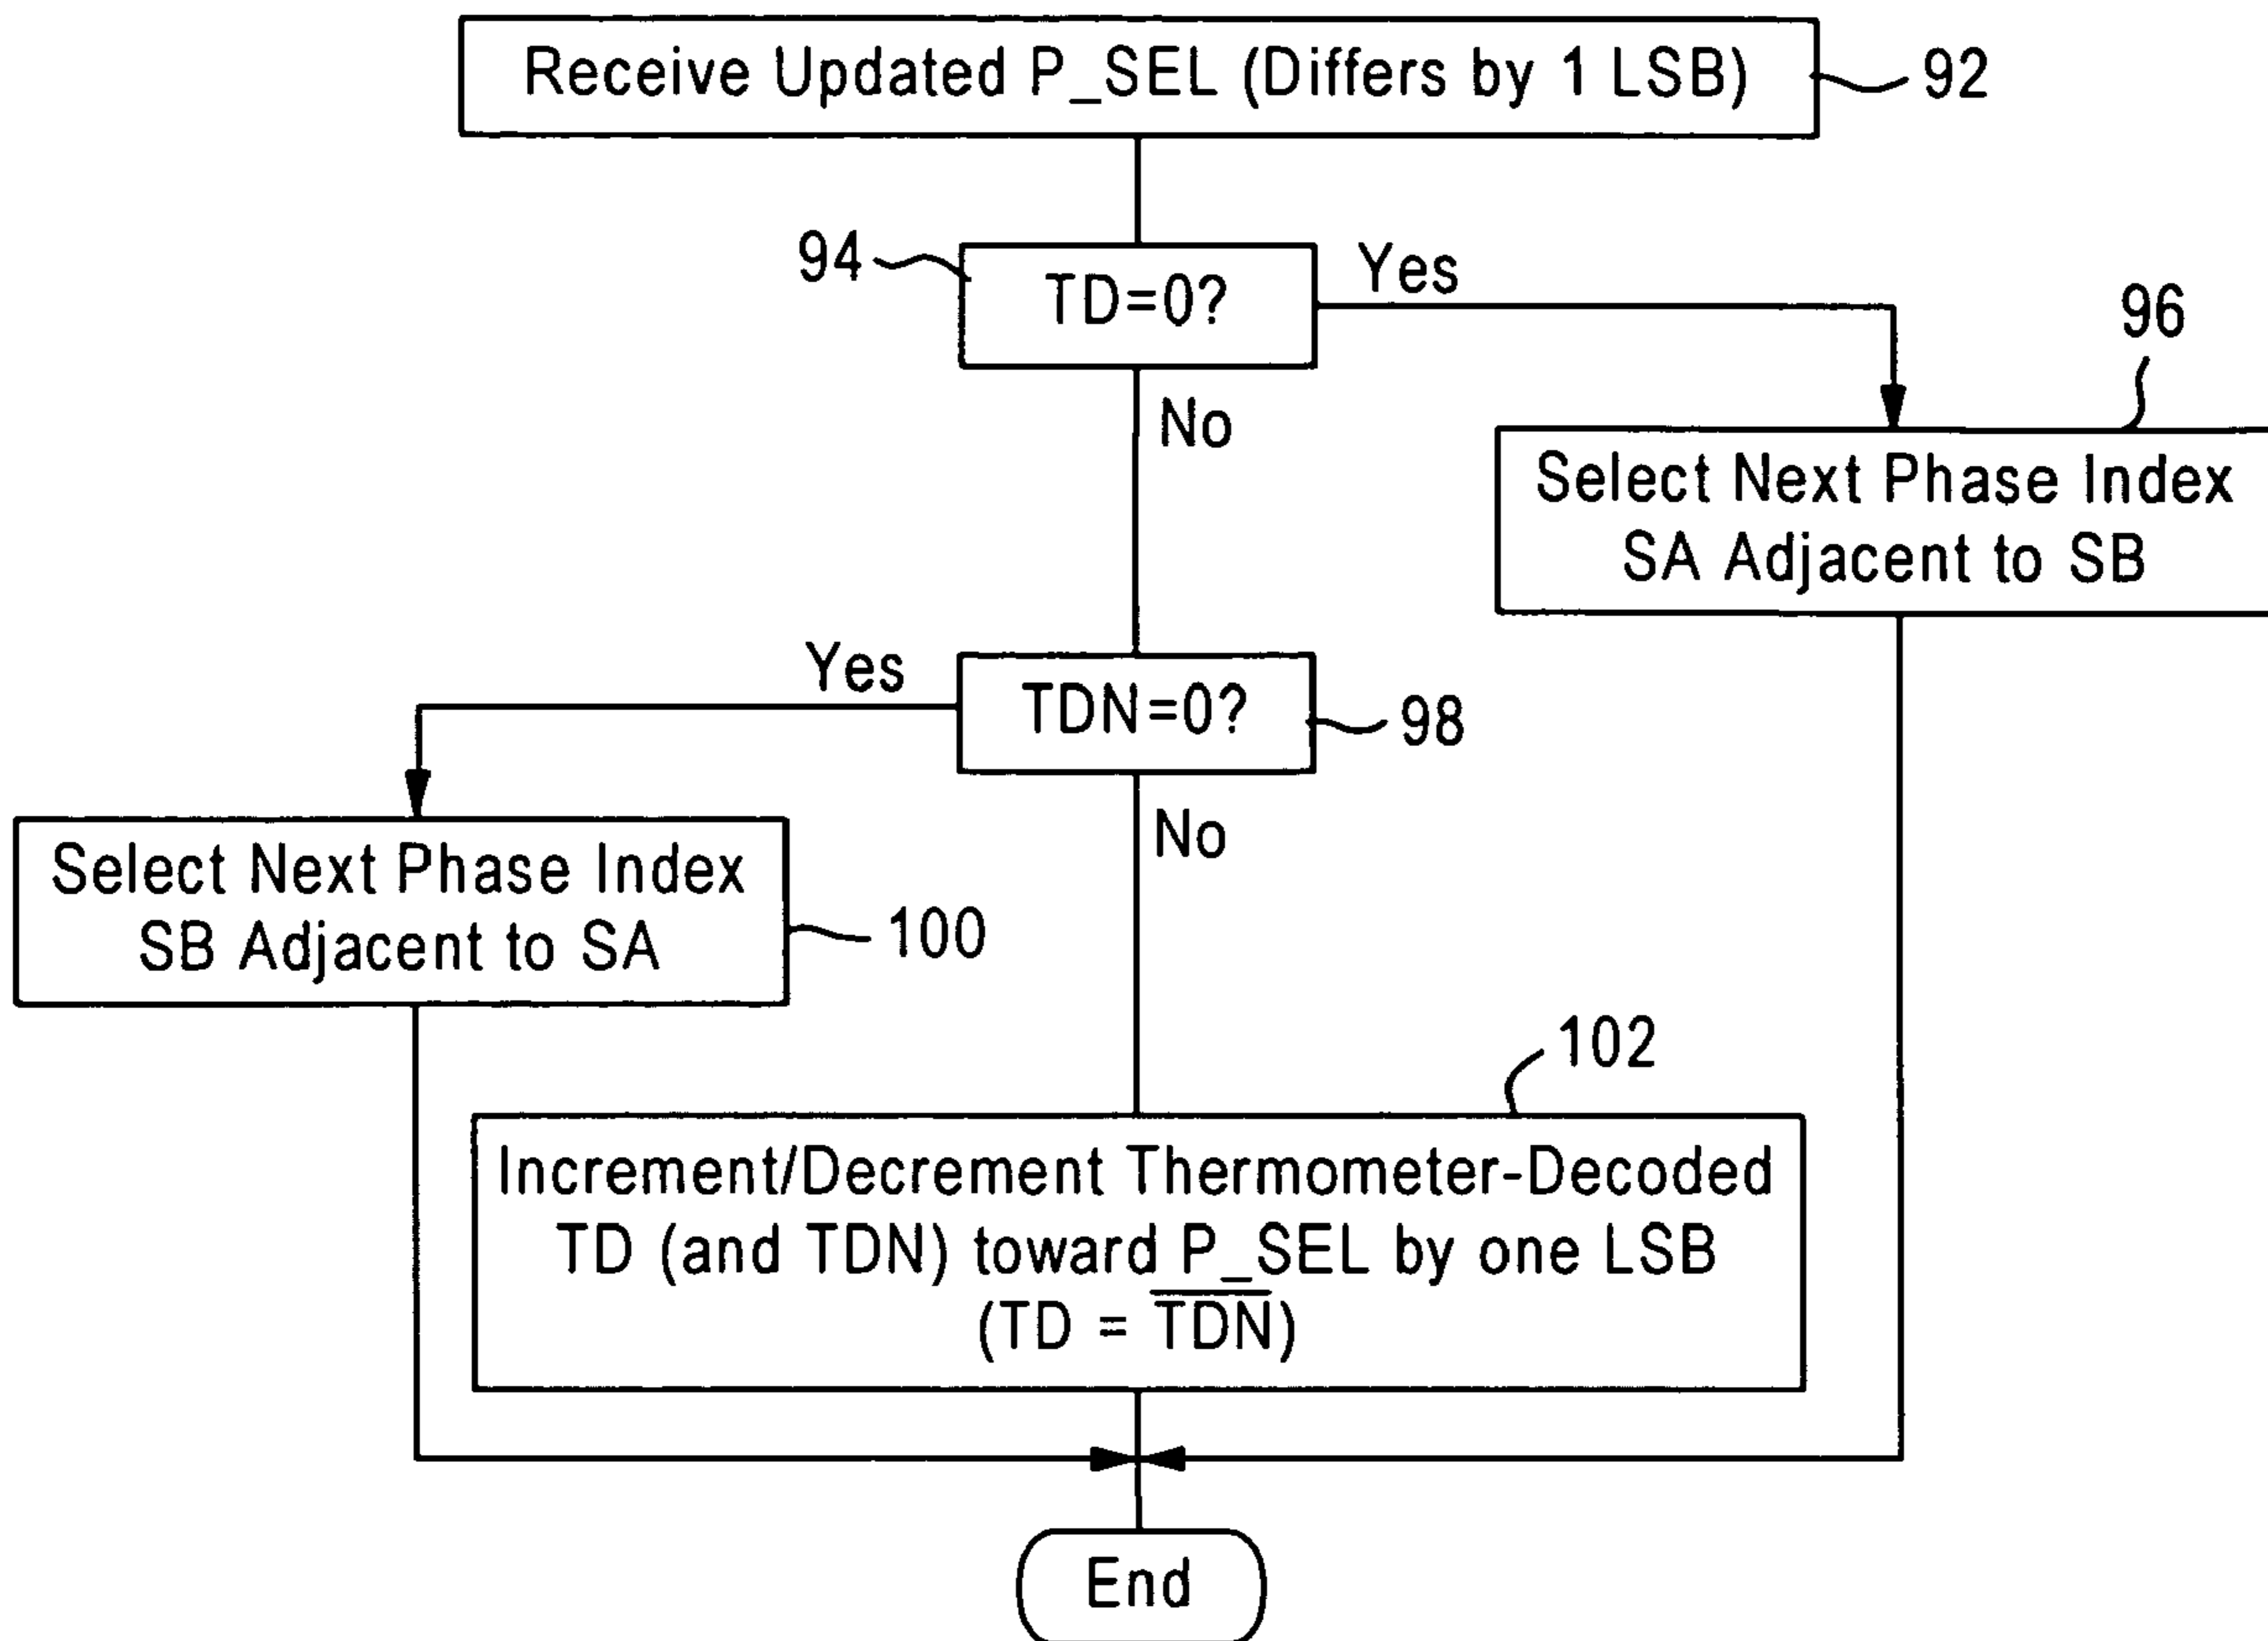 Receive Updated P_SEL (Differs by 1 LSB)
92
94
TD=0?
Yes
No
96
Select Next Phase Index
SA Adjacent to SB
Yes
TDN=0?
98
No
Select Next Phase Index
SB Adjacent to SA
100
102
Increment/Decrement Thermometer-Decoded
TD (and TDN) toward P_SEL by one LSB
(TD = T̅D̅N̅)
End